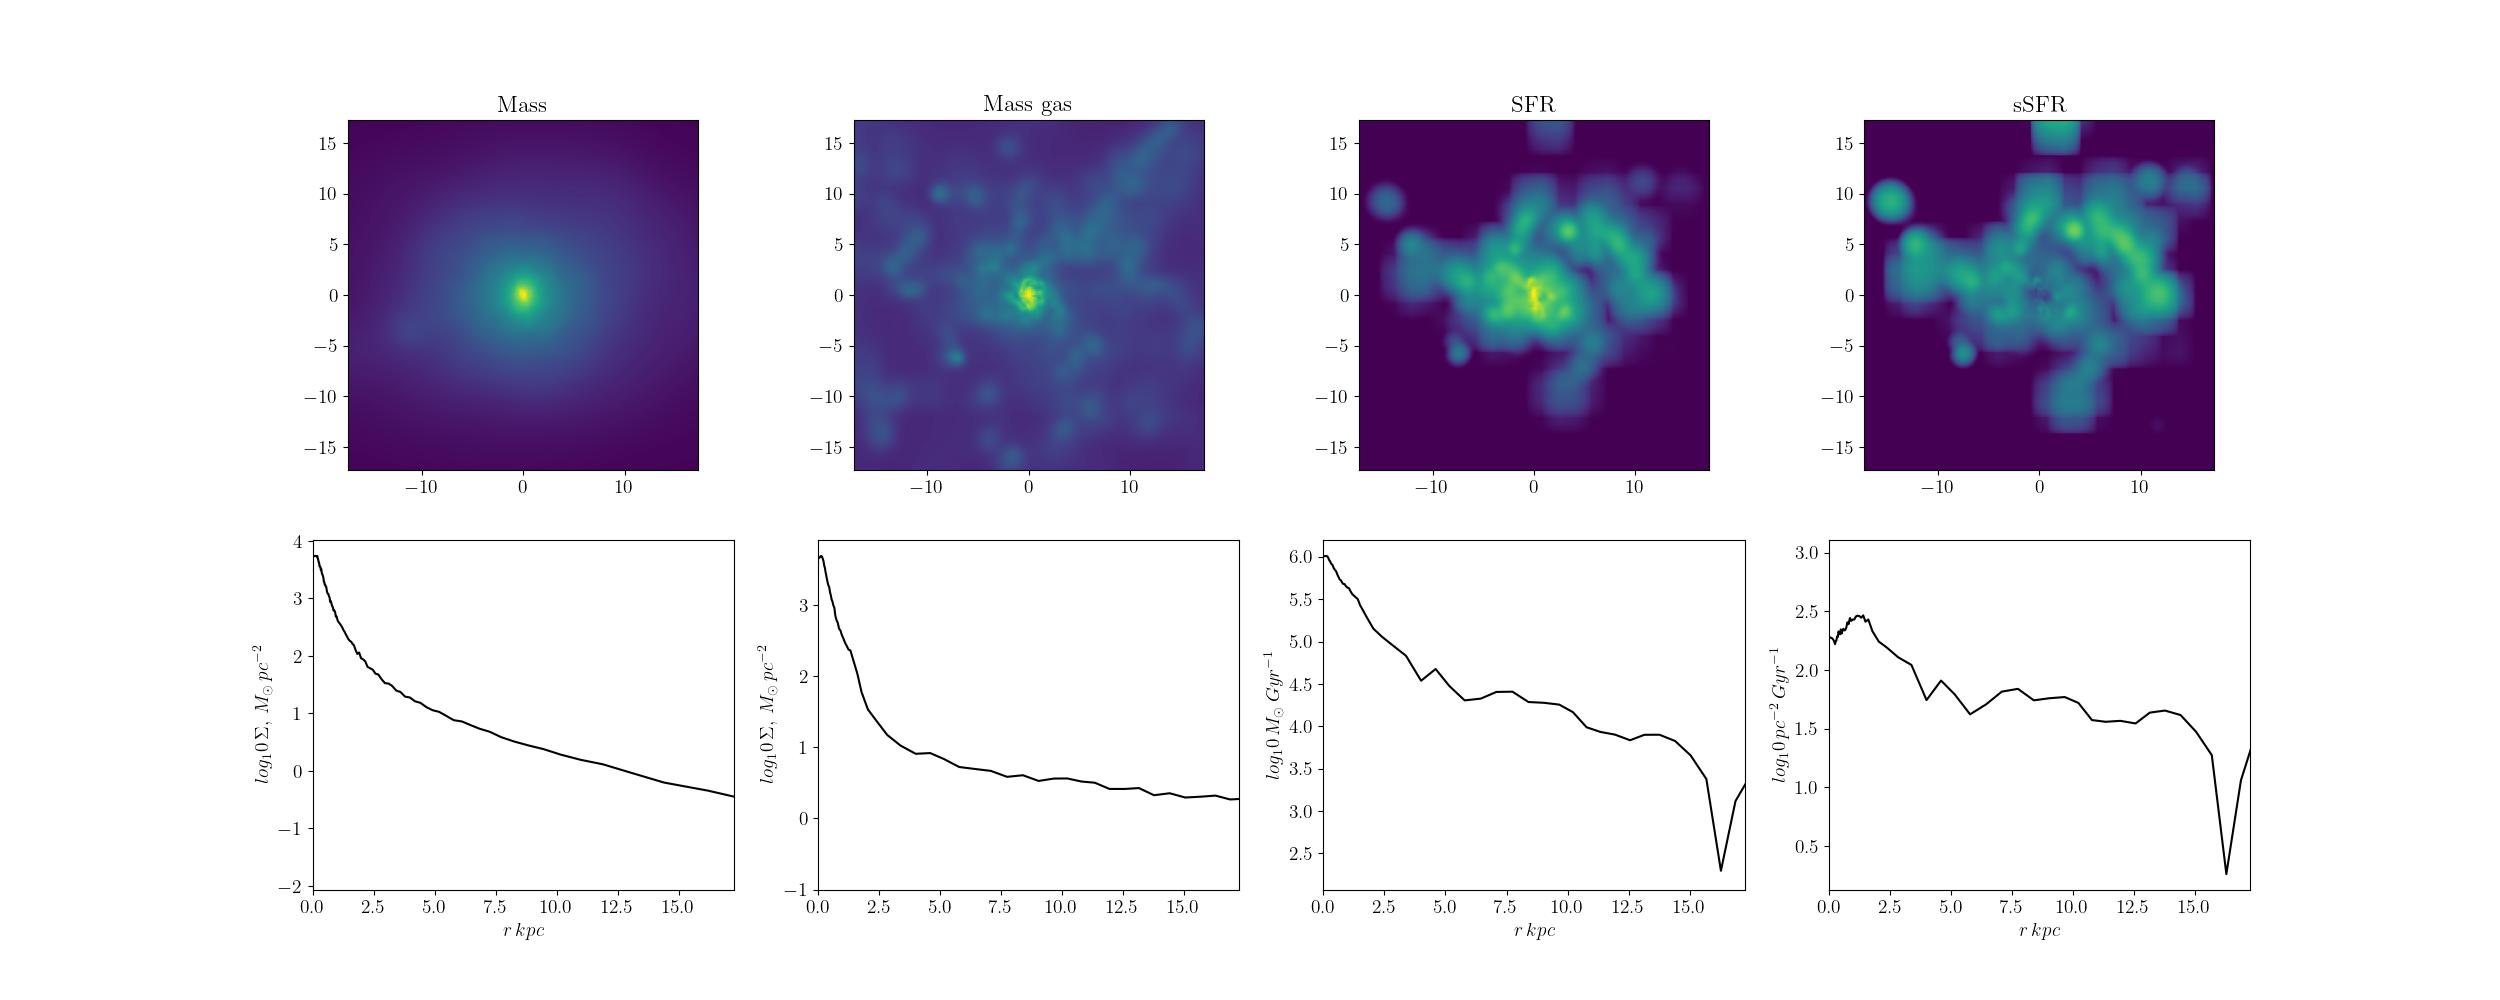 Mass Mass gas SFR sSFR
15 15 15 15
10 10 10 10
5 5 5 5
0 0 0 0
−5 −5 −5 −5
−10 −10 −10 −10
−15 −15 −15 −15
−10 0 10 −10 0 10 −10 0 10 −10 0 10
log₁0 Σ, M⊙ pc⁻²
4
3
2
1
0
−1
−2
0.0 2.5 5.0 7.5 10.0 12.5 15.0
r kpc
log₁0 Σ, M⊙ pc⁻²
3
2
1
0
−1
0.0 2.5 5.0 7.5 10.0 12.5 15.0
log₁0 M⊙ Gyr⁻¹
6.0
5.5
5.0
4.5
4.0
3.5
3.0
2.5
0.0 2.5 5.0 7.5 10.0 12.5 15.0
r kpc
log₁0 pc⁻² Gyr⁻¹
3.0
2.5
2.0
1.5
1.0
0.5
0.0 2.5 5.0 7.5 10.0 12.5 15.0
r kpc